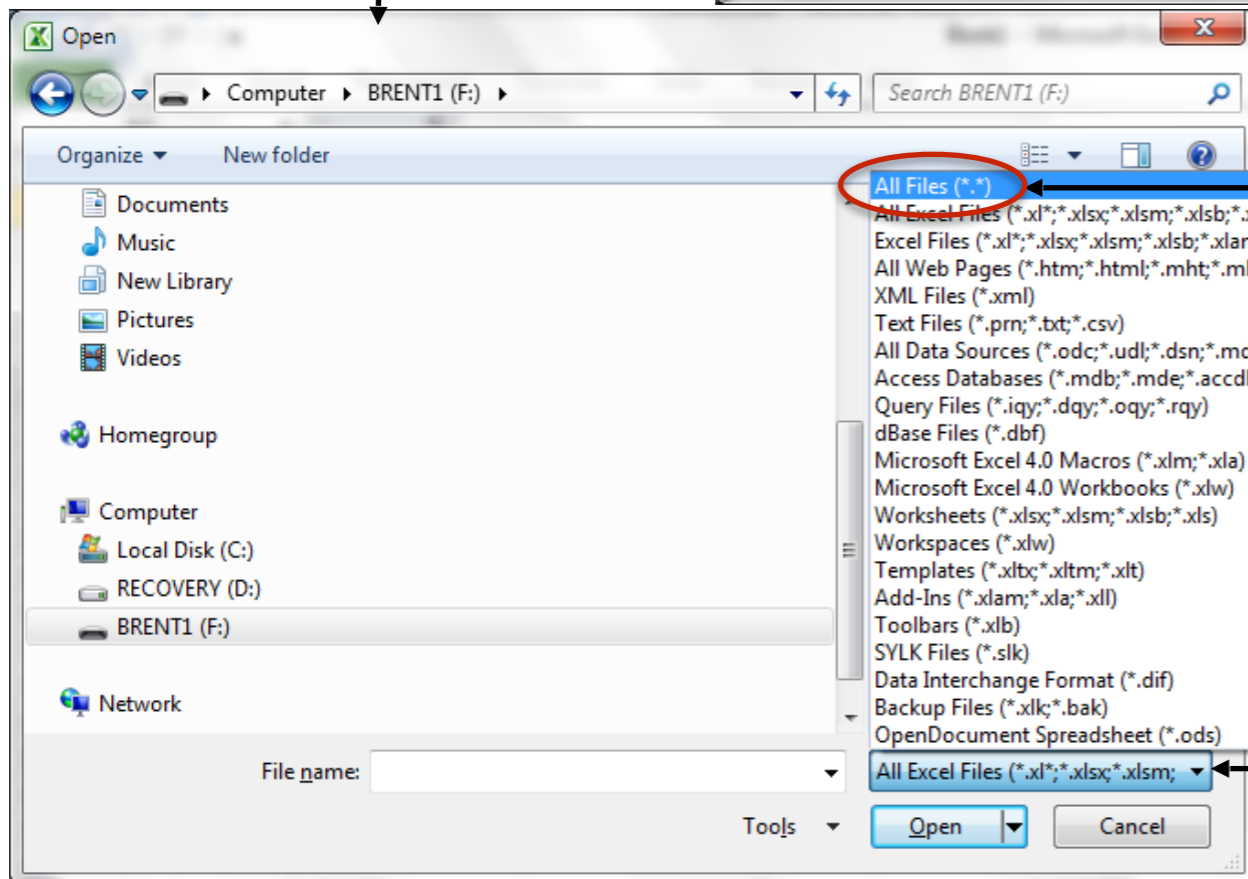 Open
Computer BRENT1 (F:)
Search BRENT1 (F:)
Organize
New folder
Documents
Music
New Library
Pictures
Videos
Homegroup
Computer
Local Disk (C:)
RECOVERY (D:)
BRENT1 (F:)
Network
All Files (*.*)
All Excel Files (*.xl*;*.xlsx;*.xlsm;*.xlsb;*.x
Excel Files (*.xl*;*.xlsx;*.xlsm;*.xlsb;*.xlam
All Web Pages (*.htm;*.html;*.mht;*.mh
XML Files (*.xml)
Text Files (*.prn;*.txt;*.csv)
All Data Sources (*.odc;*.udl;*.dsn;*.md
Access Databases (*.mdb;*.mde;*.accdb
Query Files (*.iqy;*.dqy;*.oqy;*.rqy)
dBase Files (*.dbf)
Microsoft Excel 4.0 Macros (*.xlm;*.xla)
Microsoft Excel 4.0 Workbooks (*.xlw)
Worksheets (*.xlsx;*.xlsm;*.xlsb;*.xls)
Workspaces (*.xlw)
Templates (*.xltx;*.xltm;*.xlt)
Add-Ins (*.xlam;*.xla;*.xll)
Toolbars (*.xlb)
SYLK Files (*.slk)
Data Interchange Format (*.dif)
Backup Files (*.xlk;*.bak)
OpenDocument Spreadsheet (*.ods)
File name:
All Excel Files (*.xl*;*.xlsx;*.xlsm;
Tools
Open
Cancel